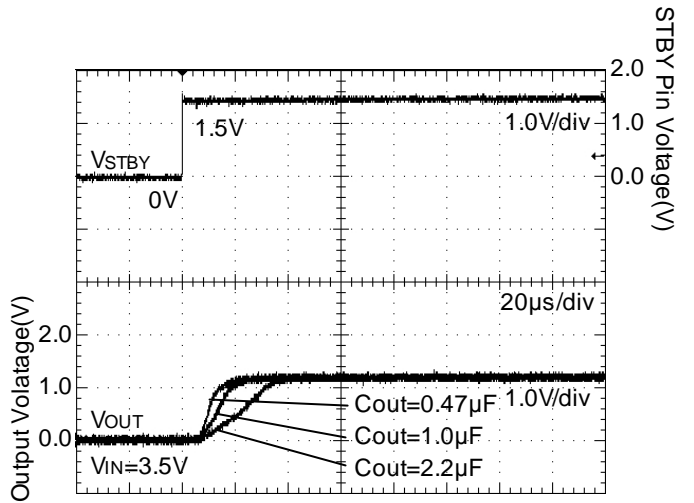 STBY Pin Voltage(V)
2.0
1.0
0.0
1.5V
1.0V/div
VSTBY
0V
20µs/div
Output Volatage(V)
2.0
1.0
0.0
VOUT
VIN=3.5V
Cout=0.47µF
1.0V/div
Cout=1.0µF
Cout=2.2µF